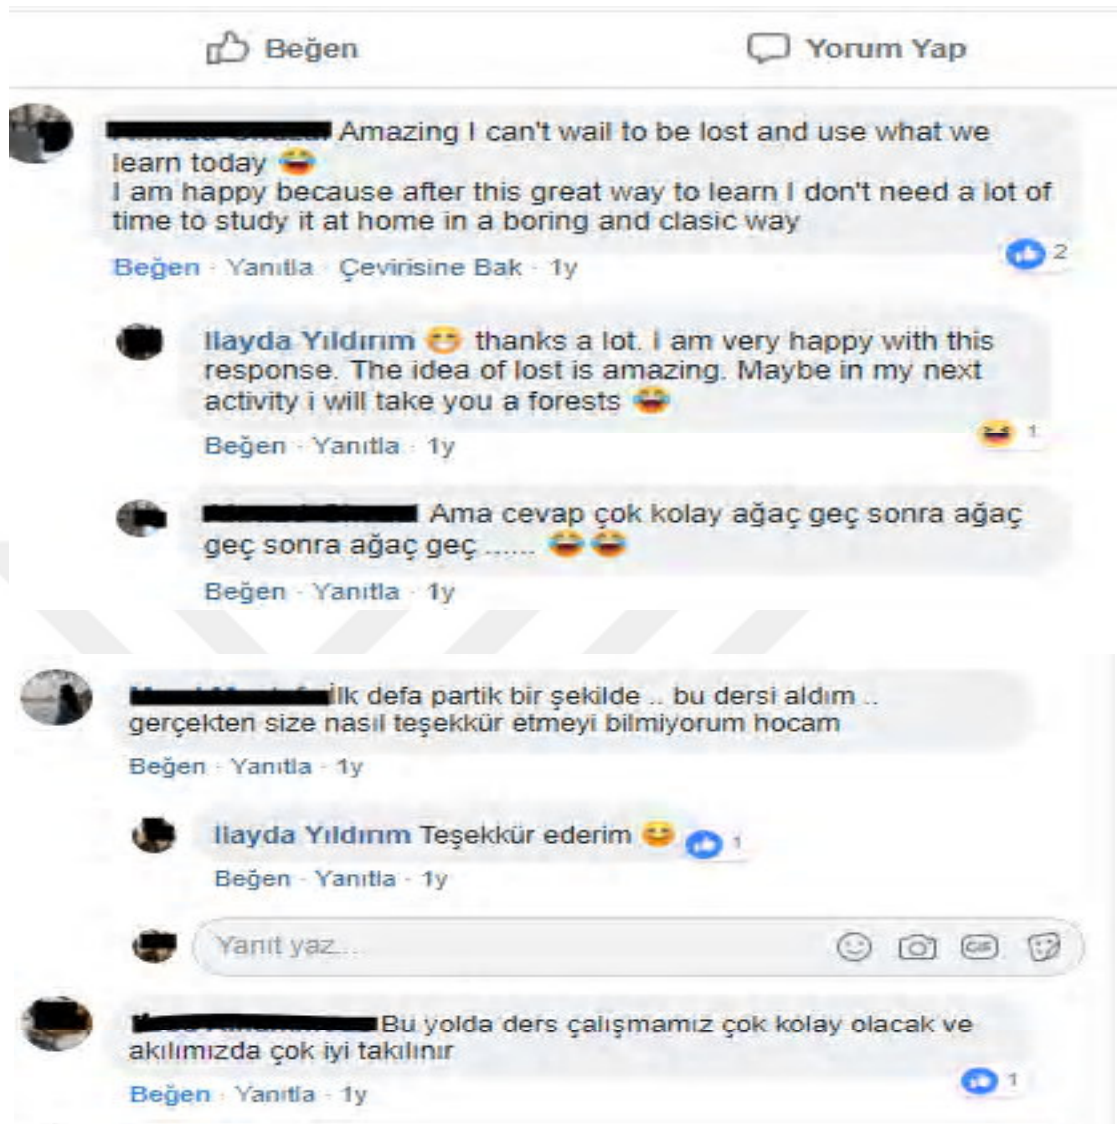 Beğen Yorum Yap
Amazing I can't wail to be lost and use what we
learn today 😂
I am happy because after this great way to learn I don't need a lot of
time to study it at home in a boring and clasic way
Beğen · Yanıtla · Çevirisine Bak · 1y
2
Ilayda Yıldırım 😁 thanks a lot. I am very happy with this
response. The idea of lost is amazing. Maybe in my next
activity i will take you a forests 😂
1
Beğen · Yanıtla · 1y
Ama cevap çok kolay ağaç geç sonra ağaç
geç sonra ağaç geç ...... 😂😂
Beğen · Yanıtla · 1y
İlk defa partik bir şekilde .. bu dersi aldım ..
gerçekten size nasıl teşekkür etmeyi bilmiyorum hocam
Beğen · Yanıtla · 1y
Ilayda Yıldırım Teşekkür ederim 😊 1
Beğen · Yanıtla · 1y
Yanıt yaz...
GIF
Bu yolda ders çalışmamız çok kolay olacak ve
akılımızda çok iyi takılınır
1
Beğen · Yanıtla · 1y